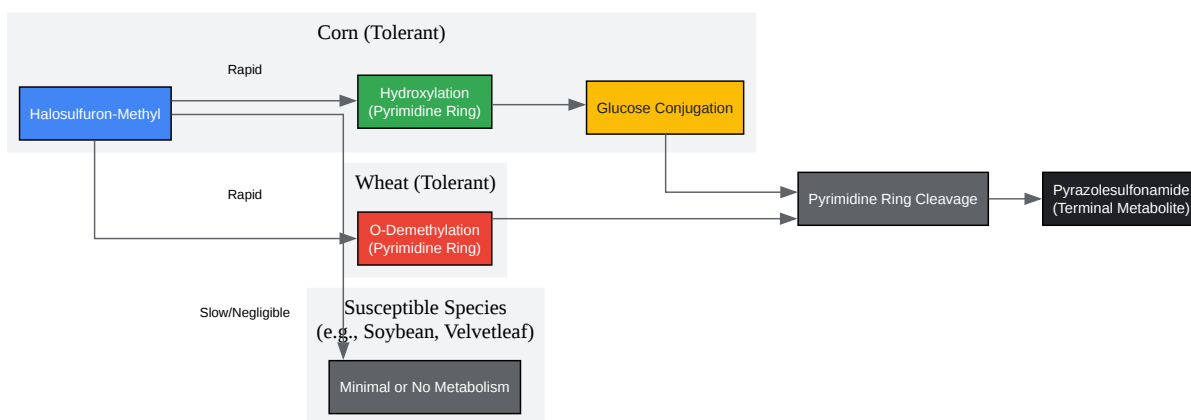 Corn (Tolerant)
Rapid
Halosulfuron-Methyl
Hydroxylation
(Pyrimidine Ring)
Glucose Conjugation
Rapid
Wheat (Tolerant)
O-Demethylation
(Pyrimidine Ring)
Pyrimidine Ring Cleavage
Pyrazolesulfonamide
(Terminal Metabolite)
Slow/Negligible
Susceptible Species
(e.g., Soybean, Velvetleaf)
Minimal or No Metabolism